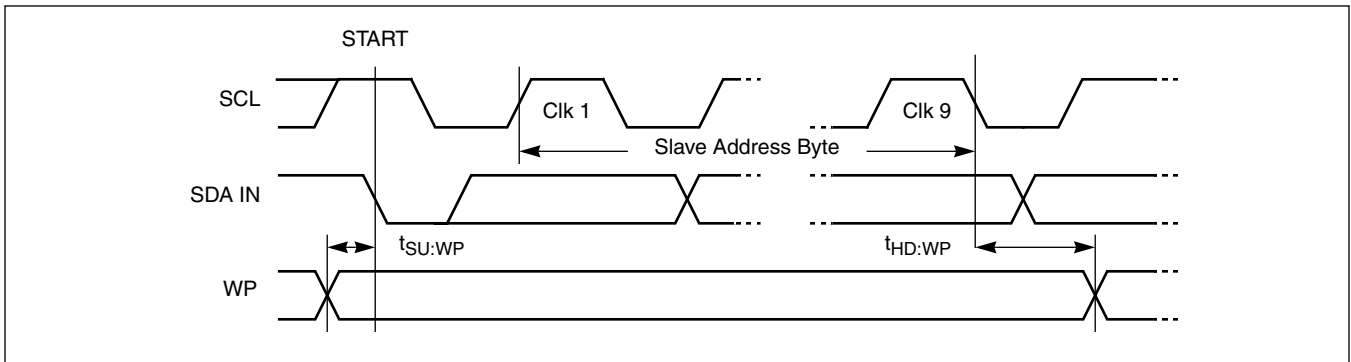 START
SCL
Clk 1
Clk 9
Slave Address Byte
SDA IN
tSU:WP
tHD:WP
WP